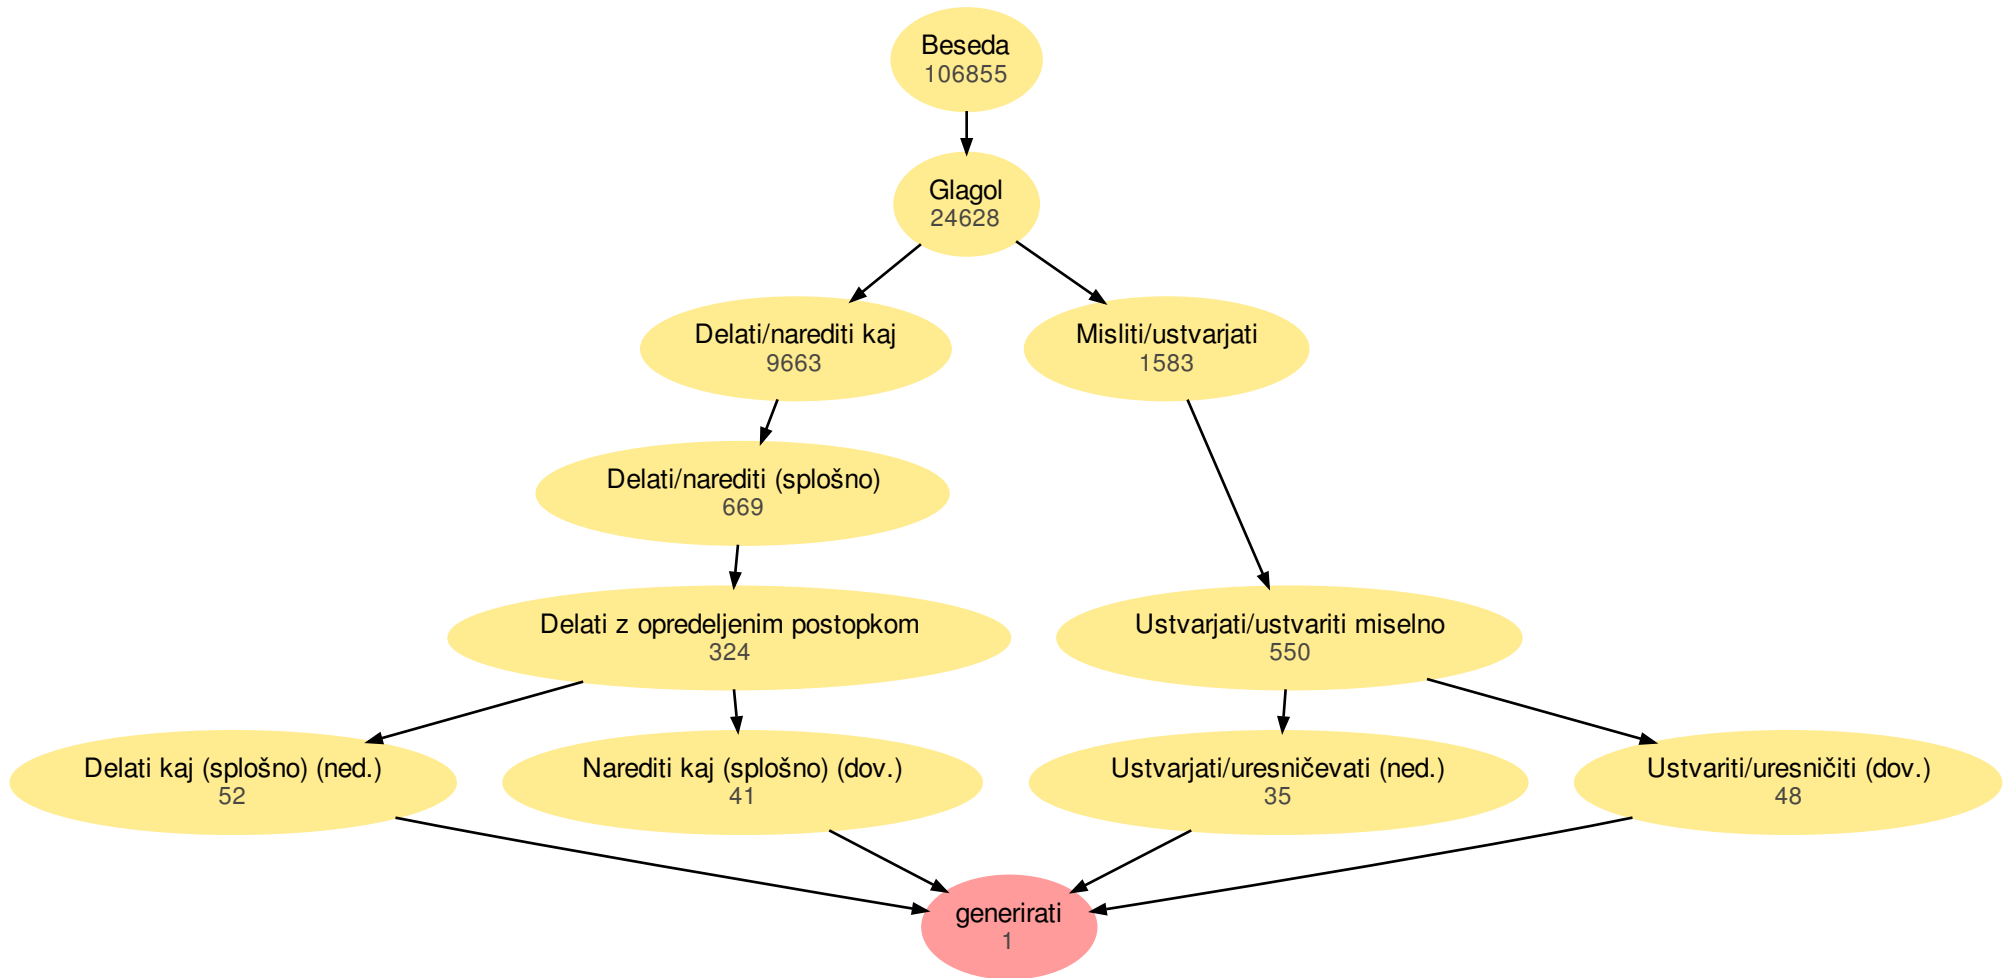 Beseda
106855
Glagol
24628
Delati/narediti kaj
9663
Misliti/ustvarjati
1583
Delati/narediti (splošno)
669
Delati z opredeljenim postopkom
324
Ustvarjati/ustvariti miselno
550
Delati kaj (splošno) (ned.)
52
Narediti kaj (splošno) (dov.)
41
Ustvarjati/uresničevati (ned.)
35
Ustvariti/uresničiti (dov.)
48
generirati
1